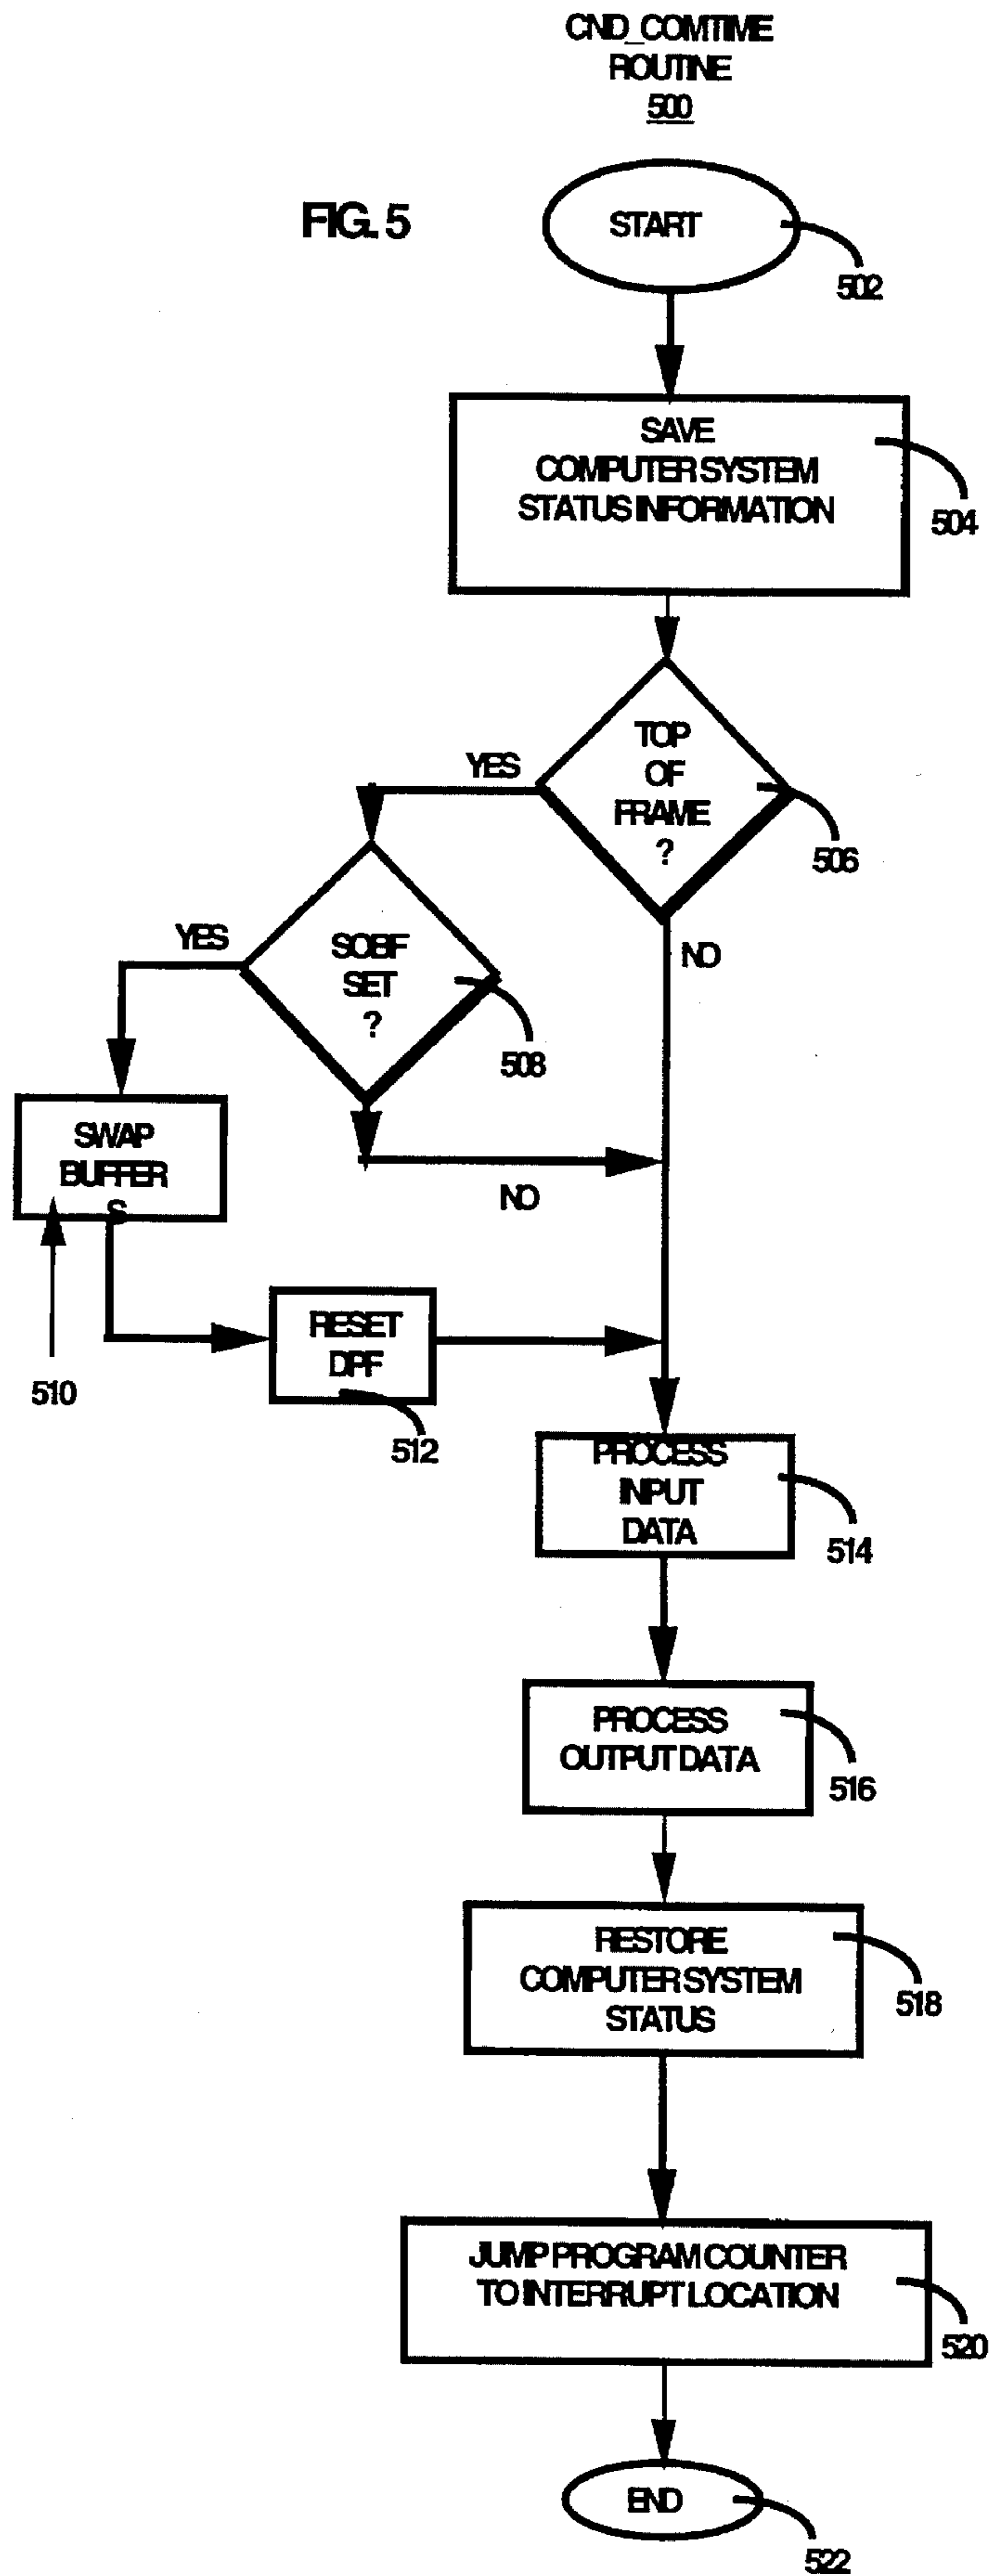 CND_COMTIME
ROUTINE
500
FIG. 5
START
502
SAVE
COMPUTER SYSTEM
STATUS INFORMATION
504
TOP
OF
FRAME
?
506
YES
NO
SOBF
SET
?
508
YES
NO
SWAP
BUFFER
S
510
RESET
DPF
512
PROCESS
INPUT
DATA
514
PROCESS
OUTPUT DATA
516
RESTORE
COMPUTER SYSTEM
STATUS
518
JUMP PROGRAM COUNTER
TO INTERRUPT LOCATION
520
END
522